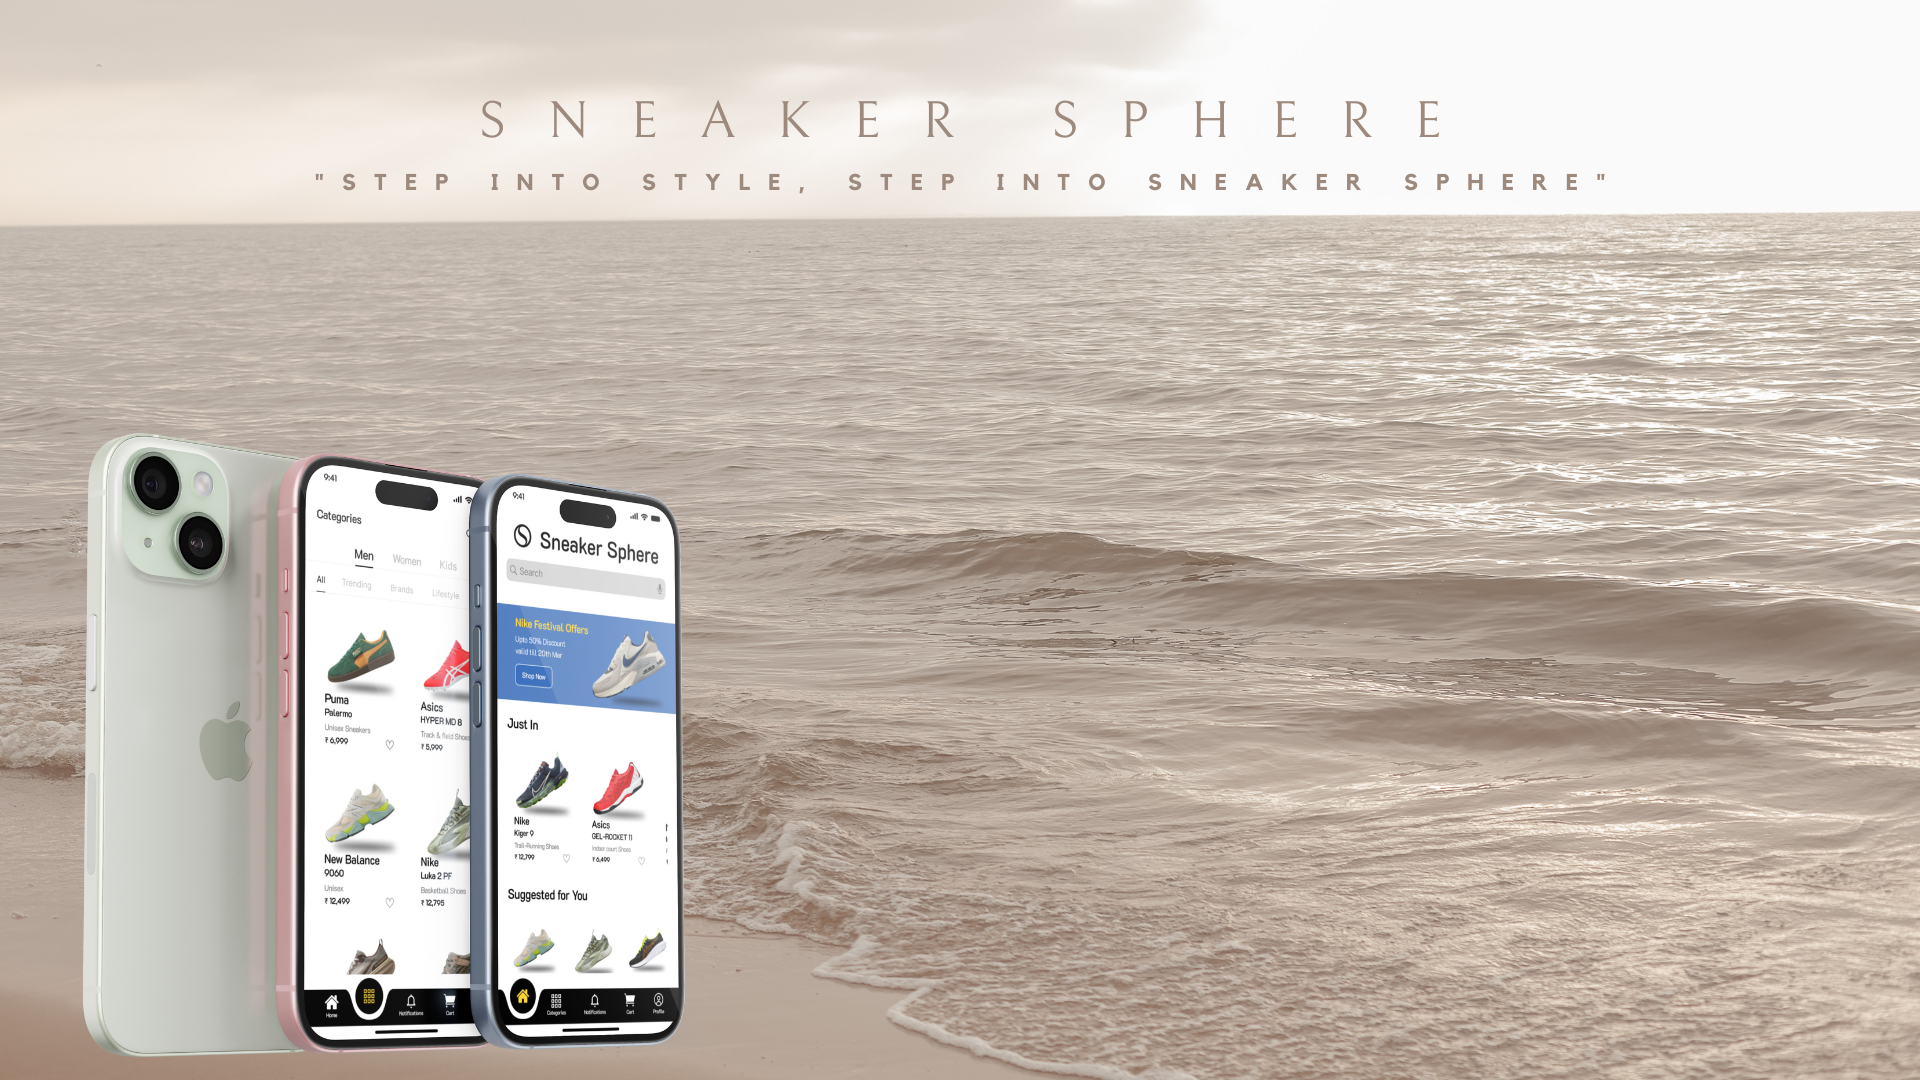 SNEAKER SPHERE
"STEP INTO STYLE, STEP INTO SNEAKER SPHERE"
9:41
Categories
Men Women Kids
All Trending Brands Lifestyle
Puma
Palermo
Unisex Sneakers
₹ 6,999
Asics
HYPER MD 8
Track & field Shoes
₹ 5,999
New Balance
9060
Unisex
₹ 12,499
Nike
Luka 2 PF
Basketball Shoes
₹ 12,795
Home Notifications Cart
9:41
Sneaker Sphere
Search
Nike Festival Offers
Upto 50% Discount
valid till 20th Mar
Shop Now
Just In
Nike
Kiger 9
Trail-Running Shoes
₹ 12,799
Asics
GEL-ROCKET 11
Indoor court Shoes
₹ 6,499
Suggested for You
Categories Notifications Cart Profile